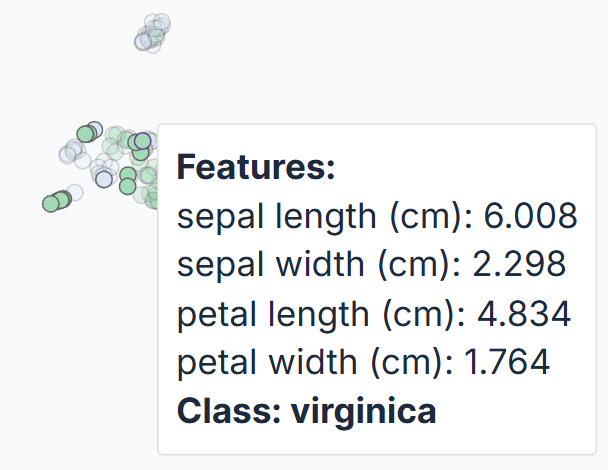 Features:
sepal length (cm): 6.008
sepal width (cm): 2.298
petal length (cm): 4.834
petal width (cm): 1.764
Class: virginica